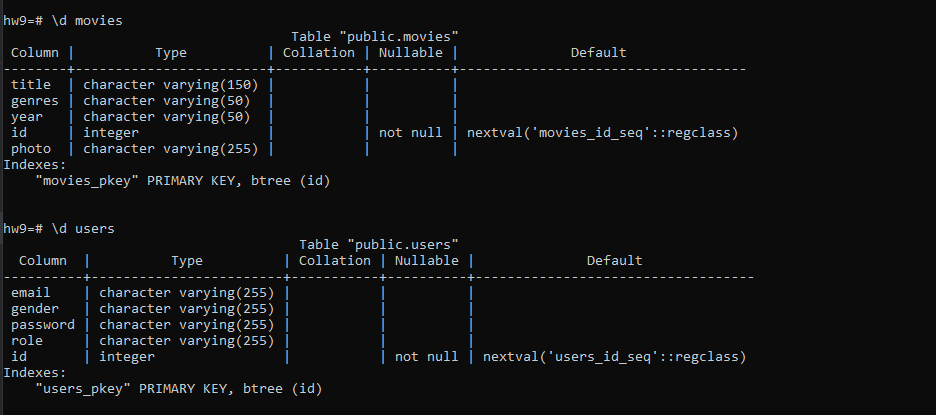 hw9=# \d movies
                                    Table "public.movies"
 Column |          Type          | Collation | Nullable |              Default
--------+------------------------+-----------+----------+------------------------------------
 title  | character varying(150) |           |          |
 genres | character varying(50)  |           |          |
 year   | character varying(50)  |           |          |
 id     | integer                |           | not null | nextval('movies_id_seq'::regclass)
 photo  | character varying(255) |           |          |
Indexes:
    "movies_pkey" PRIMARY KEY, btree (id)
hw9=# \d users
                                     Table "public.users"
  Column  |          Type          | Collation | Nullable |              Default
----------+------------------------+-----------+----------+-----------------------------------
 email    | character varying(255) |           |          |
 gender   | character varying(255) |           |          |
 password | character varying(255) |           |          |
 role     | character varying(255) |           |          |
 id       | integer                |           | not null | nextval('users_id_seq'::regclass)
Indexes:
    "users_pkey" PRIMARY KEY, btree (id)